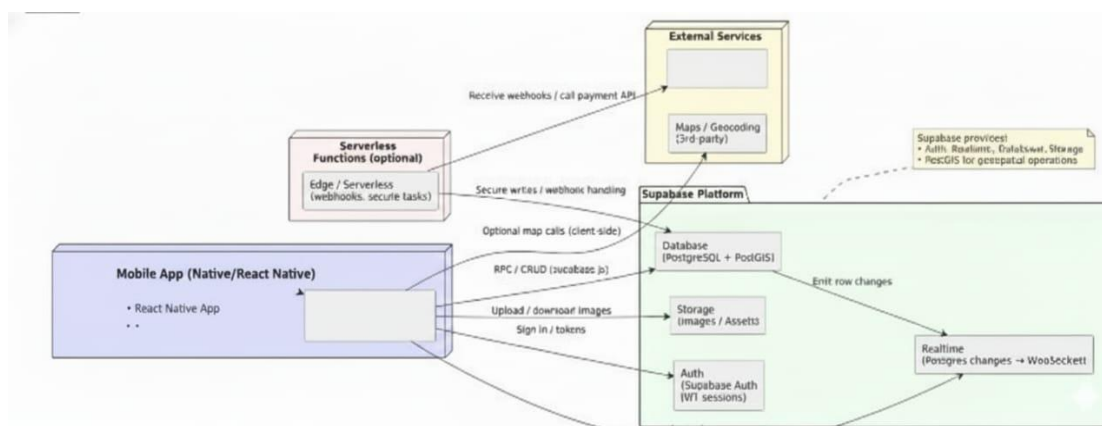 External Services
Receive webhooks / call payment API
Maps / Geocoding
(3rd-party)
Supabase provides:
• Auth, Realtime, Database, Storage
• PostGIS for geospatial operations
Serverless
Functions (optional)
Edge / Serverless
(webhooks, secure tasks)
Secure writes / webhook handling
Supabase Platform
Optional map calls (client-side)
Database
(PostgreSQL + PostGIS)
Mobile App (Native/React Native)
RPC / CRUD (supabase.js)
Emit row changes
• React Native App
• •
Upload / download images
Storage
(images / Assets)
Sign in / tokens
Realtime
(Postgres changes → 
Auth
(Supabase Auth
sessions)